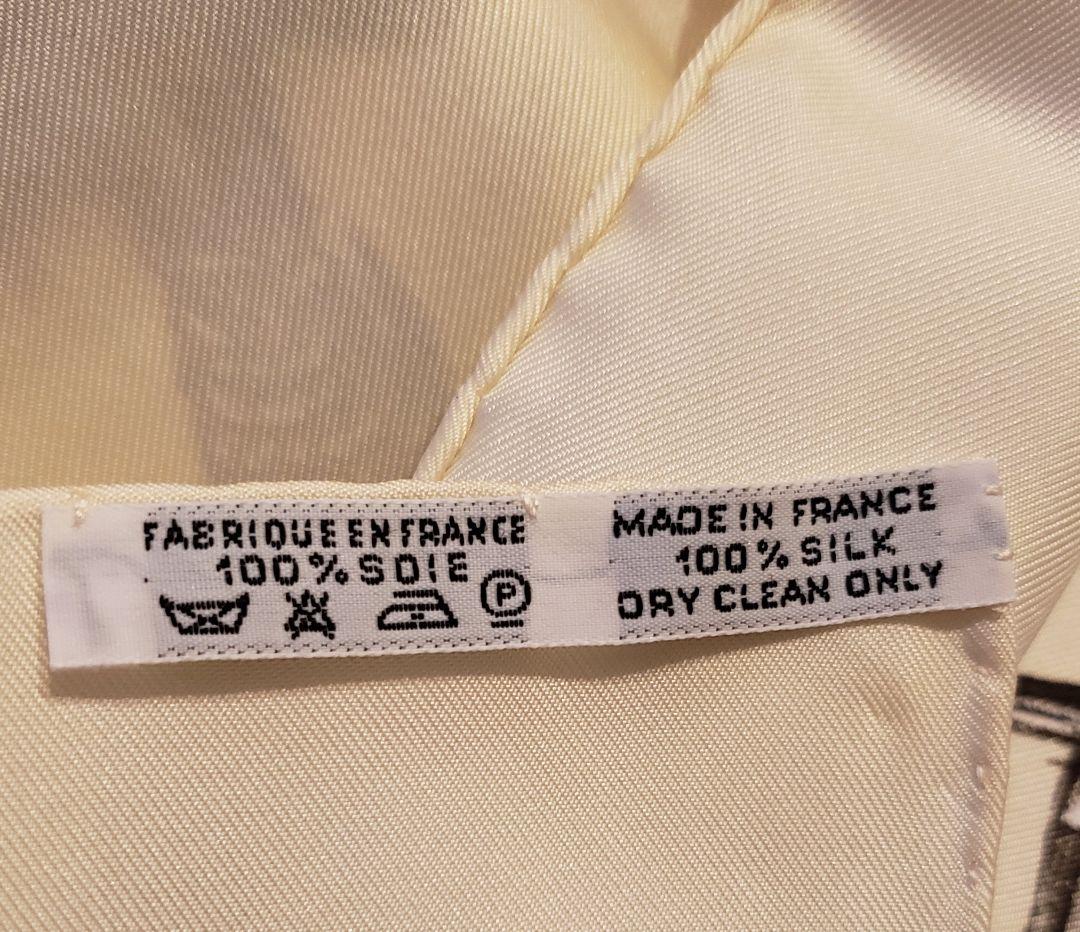 FABRIQUE EN FRANCE
100% SOIE
P
MADE IN FRANCE
100% SILK
DRY CLEAN ONLY